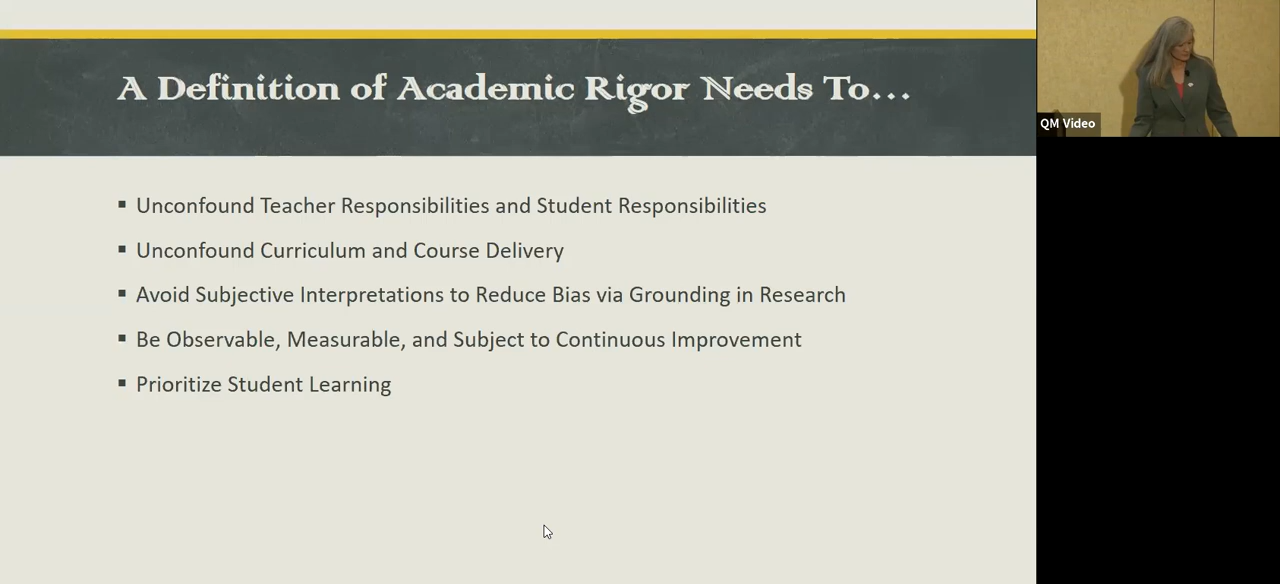 A Definition of Academic Rigor Needs To...
▪ Unconfound Teacher Responsibilities and Student Responsibilities
▪ Unconfound Curriculum and Course Delivery
▪ Avoid Subjective Interpretations to Reduce Bias via Grounding in Research
▪ Be Observable, Measurable, and Subject to Continuous Improvement
▪ Prioritize Student Learning
QM Video